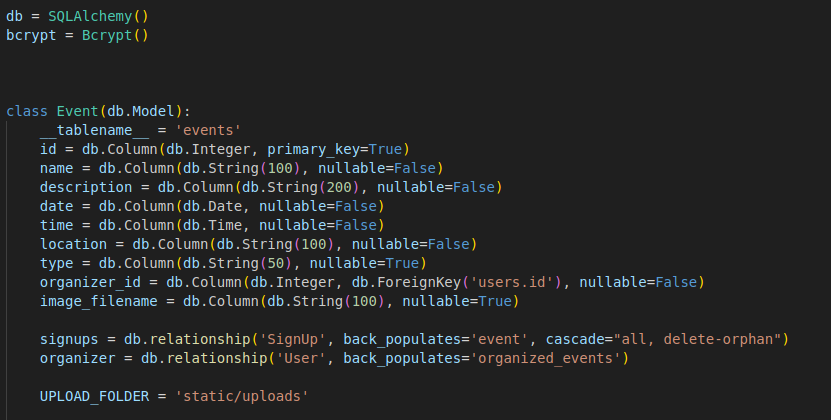 db = SQLAlchemy()
bcrypt = Bcrypt()
class Event(db.Model):
    __tablename__ = 'events'
    id = db.Column(db.Integer, primary_key=True)
    name = db.Column(db.String(100), nullable=False)
    description = db.Column(db.String(200), nullable=False)
    date = db.Column(db.Date, nullable=False)
    time = db.Column(db.Time, nullable=False)
    location = db.Column(db.String(100), nullable=False)
    type = db.Column(db.String(50), nullable=True)
    organizer_id = db.Column(db.Integer, db.ForeignKey('users.id'), nullable=False)
    image_filename = db.Column(db.String(100), nullable=True)
    signups = db.relationship('SignUp', back_populates='event', cascade="all, delete-orphan")
    organizer = db.relationship('User', back_populates='organized_events')
    UPLOAD_FOLDER = 'static/uploads'